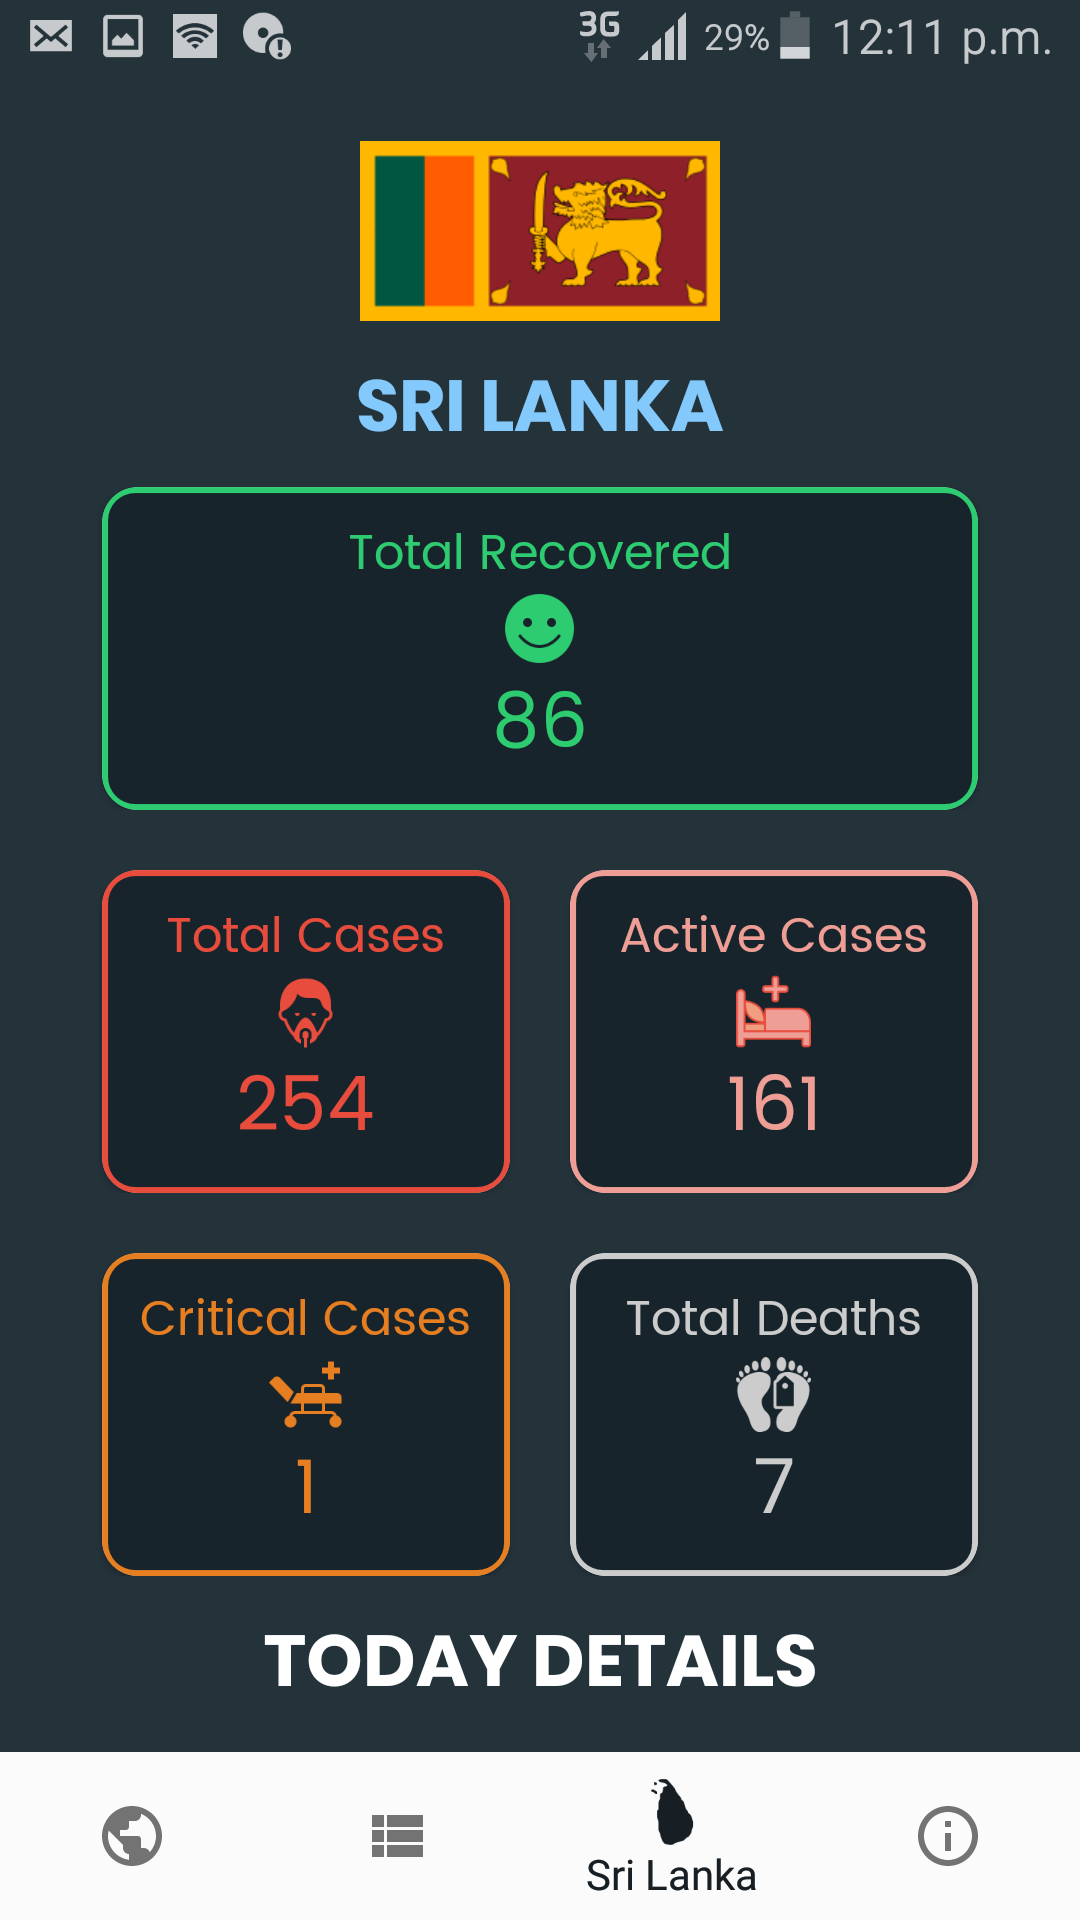 3G 29% 12:11 p.m.
SRI LANKA
Total Recovered
86
Total Cases
254
Active Cases
161
Critical Cases
1
Total Deaths
7
TODAY DETAILS
Sri Lanka